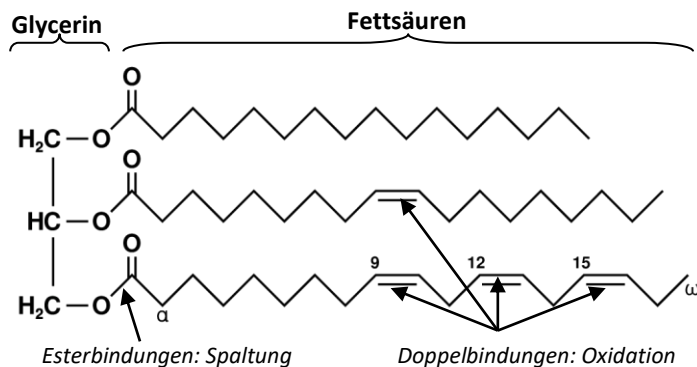 Glycerin Fettsäuren
O
H₂C—O
O
HC—O
O
9 12 15
H₂C—O
α
ω
Esterbindungen: Spaltung Doppelbindungen: Oxidation